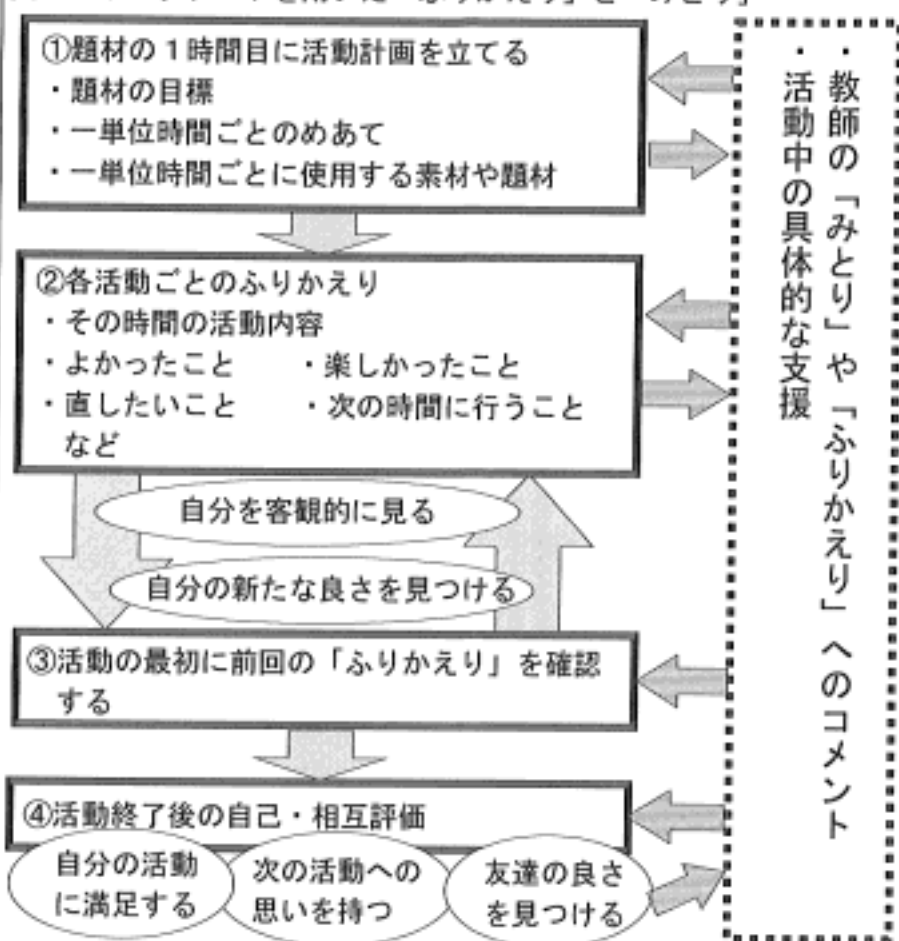 ①題材の1時間目に活動計画を立てる
・題材の目標
・一単位時間ごとのめあて
・一単位時間ごとに使用する素材や題材
②各活動ごとのふりかえり
・その時間の活動内容
・よかったこと ・楽しかったこと
・直したいこと ・次の時間に行うこと
など
自分を客観的に見る
自分の新たな良さを見つける
③活動の最初に前回の「ふりかえり」を確認
する
④活動終了後の自己・相互評価
自分の活動
に満足する
次の活動への
思いを持つ
友達の良さ
を見つける
・教師の「みとり」や「ふりかえり」へのコメント
・活動中の具体的な支援